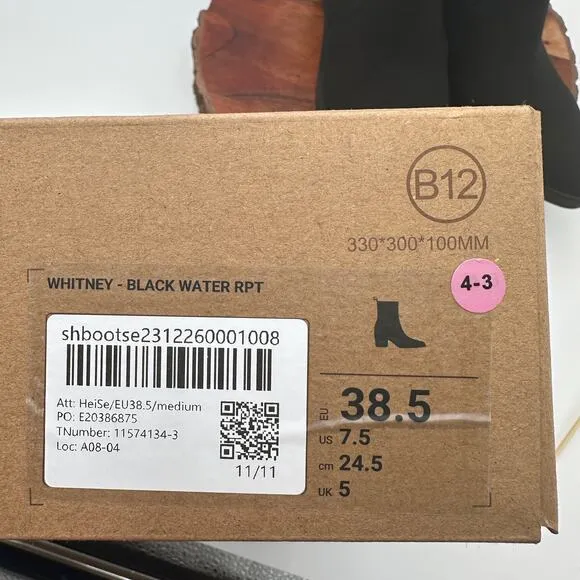 B12
330*300*100MM
WHITNEY - BLACK WATER RPT
4-3
shbootse2312260001008
Att: HeiSe/EU38.5/medium
PO: E20386875
TNumber: 11574134-3
Loc: A08-04
11/11
EU 38.5
US 7.5
cm 24.5
UK 5